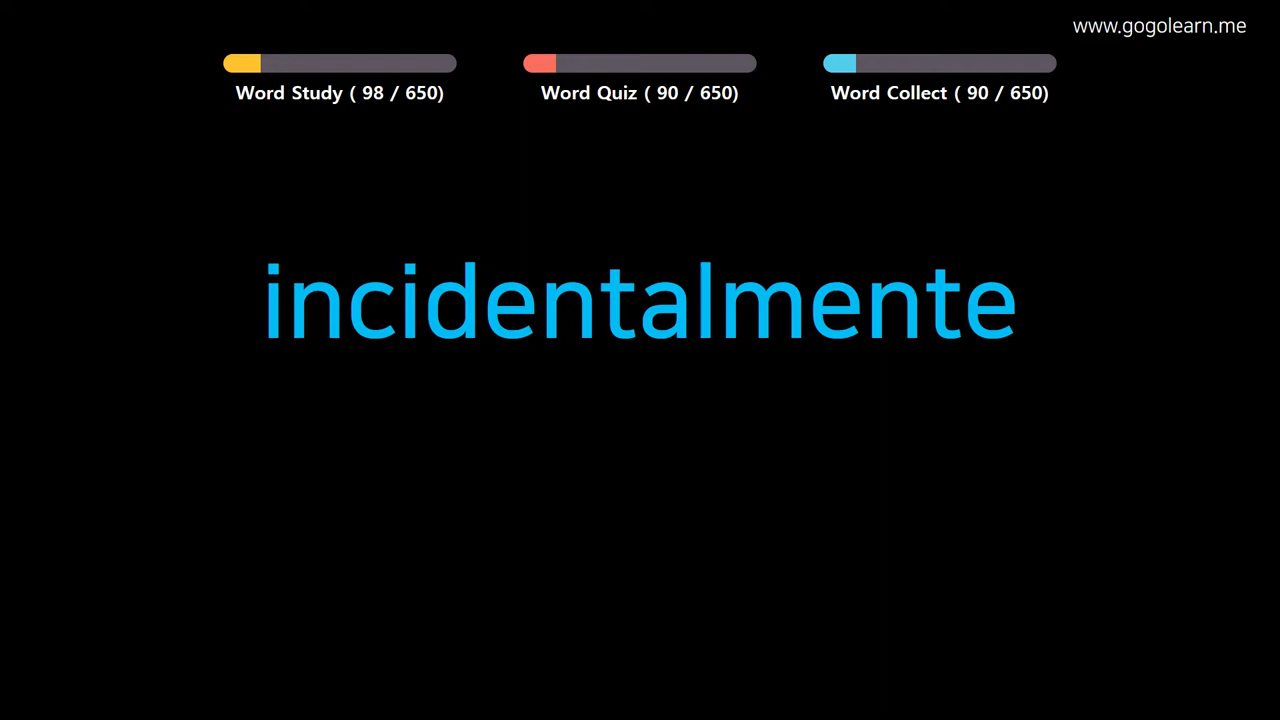 www.gogolearn.me
Word Study ( 98 / 650)
Word Quiz ( 90 / 650)
Word Collect ( 90 / 650)
incidentalmente